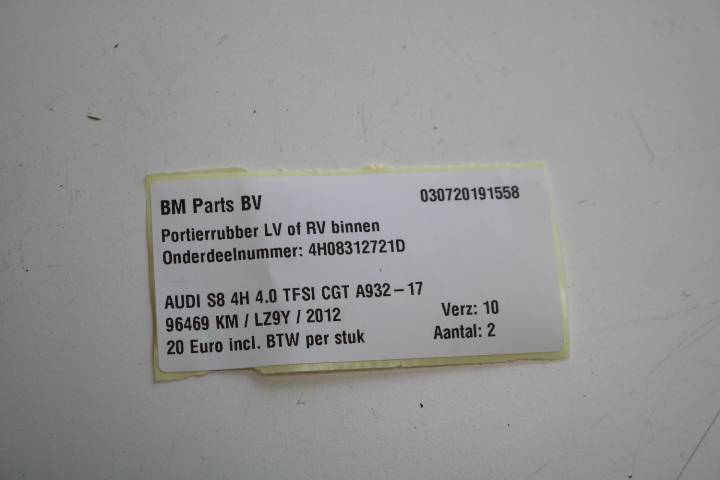 BM Parts BV 030720191558
Portierrubber LV of RV binnen
Onderdeelnummer: 4H08312721D
AUDI S8 4H 4.0 TFSI CGT A932-17
96469 KM / LZ9Y / 2012 Verz: 10
20 Euro incl. BTW per stuk Aantal: 2